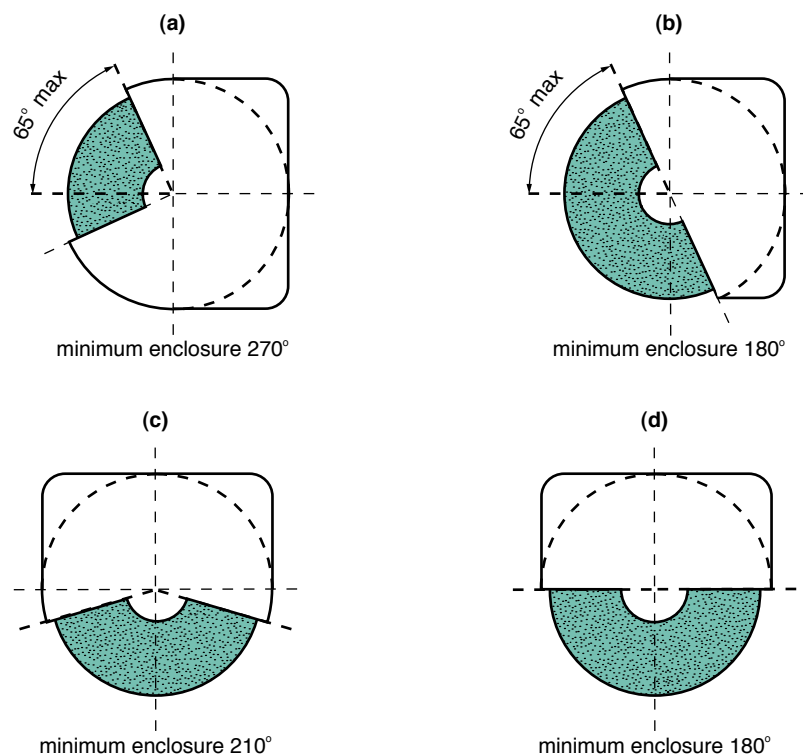 (a)
65° max
minimum enclosure 270°
(b)
65° max
minimum enclosure 180°
(c)
minimum enclosure 210°
(d)
minimum enclosure 180°